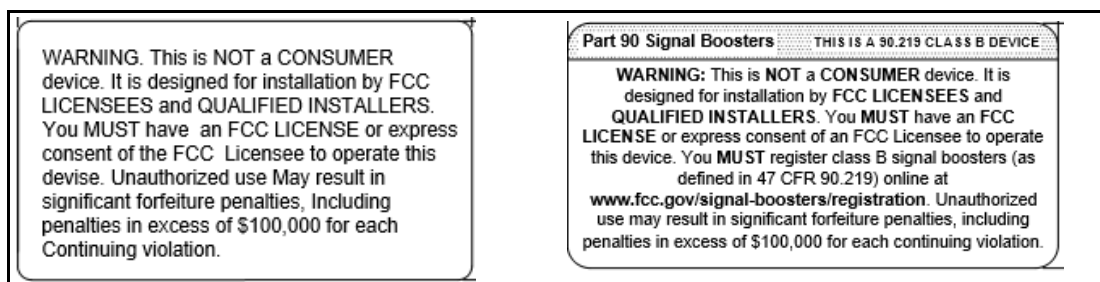 WARNING. This is NOT a CONSUMER
device. It is designed for installation by FCC
LICENSEES and QUALIFIED INSTALLERS.
You MUST have an FCC LICENSE or express
consent of the FCC Licensee to operate this
devise. Unauthorized use May result in
significant forfeiture penalties, Including
penalties in excess of $100,000 for each
Continuing violation.
Part 90 Signal Boosters THIS IS A 90.219 CLASS B DEVICE
WARNING: This is NOT a CONSUMER device. It is
designed for installation by FCC LICENSEES and
QUALIFIED INSTALLERS. You MUST have an FCC
LICENSE or express consent of an FCC Licensee to operate
this device. You MUST register class B signal boosters (as
defined in 47 CFR 90.219) online at
www.fcc.gov/signal-boosters/registration. Unauthorized
use may result in significant forfeiture penalties, including
penalties in excess of $100,000 for each continuing violation.